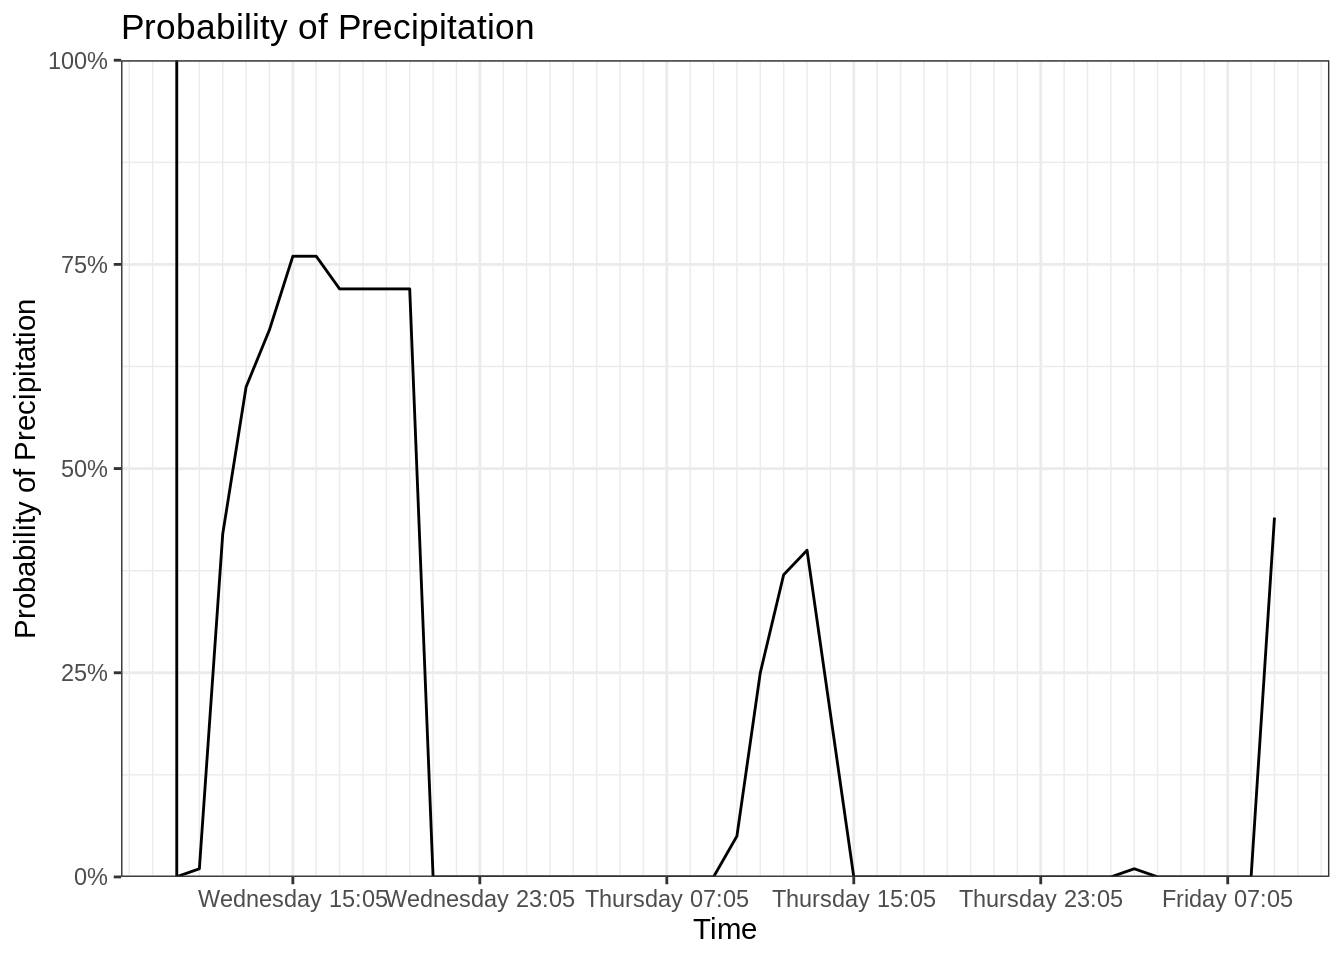 Probability of Precipitation
Probability of Precipitation
100%
75%
50%
25%
0%
Wednesday 15:05
Wednesday 23:05
Thursday 07:05
Thursday 15:05
Thursday 23:05
Friday 07:05
Time